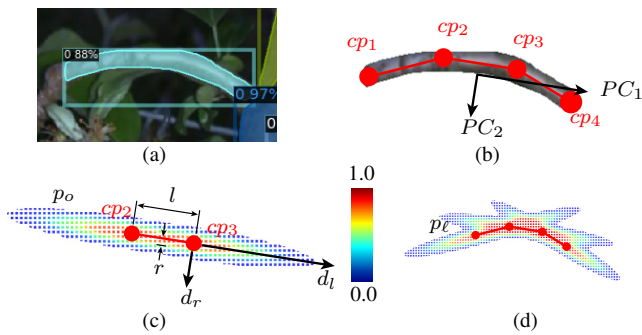 0 88%
0 97%
0
(a)
cp1
cp2
cp3
cp4
PC1
PC2
(b)
po
cp2
cp3
l
r
dr
dl
(c)
1.0
0.0
pℓ
(d)